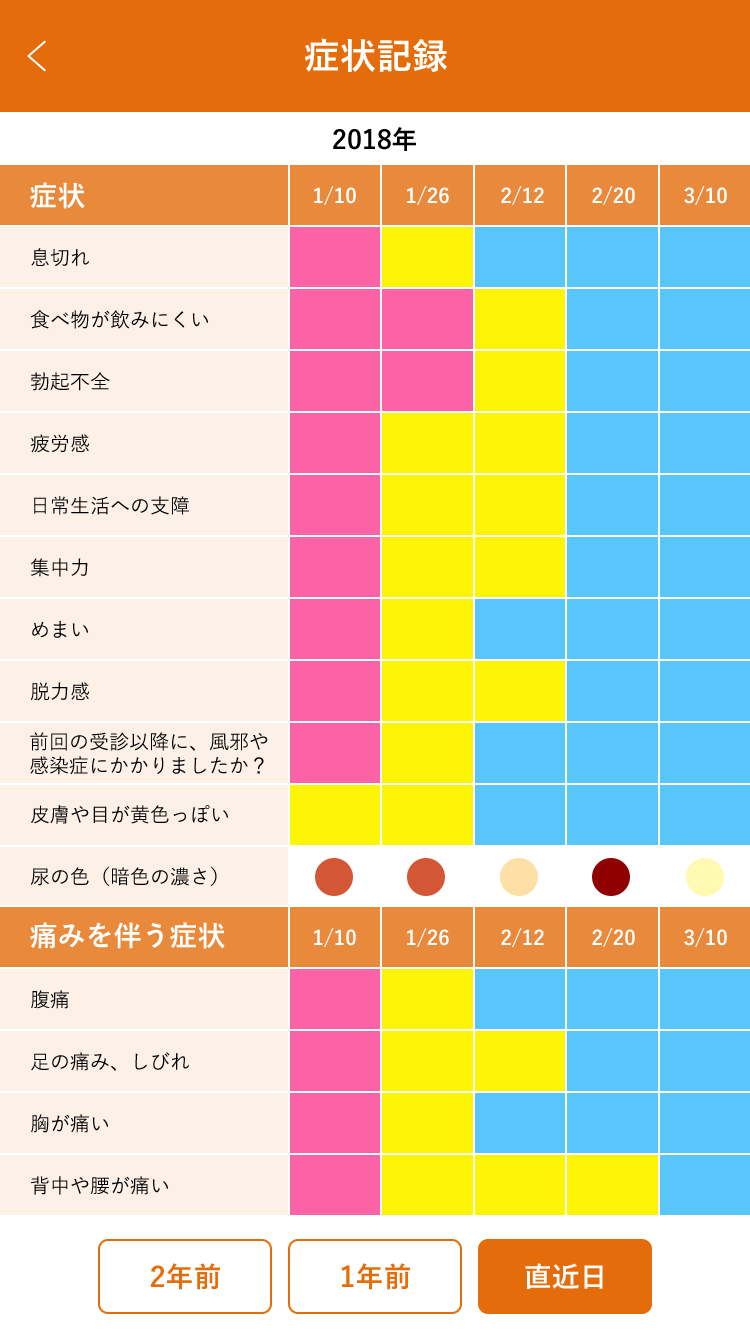 症状記録
2018年
症状 1/10 1/26 2/12 2/20 3/10
息切れ
食べ物が飲みにくい
勃起不全
疲労感
日常生活への支障
集中力
めまい
脱力感
前回の受診以降に、風邪や
感染症にかかりましたか？
皮膚や目が黄色っぽい
尿の色（暗色の濃さ）
痛みを伴う症状 1/10 1/26 2/12 2/20 3/10
腹痛
足の痛み、しびれ
胸が痛い
背中や腰が痛い
2年前 1年前 直近日